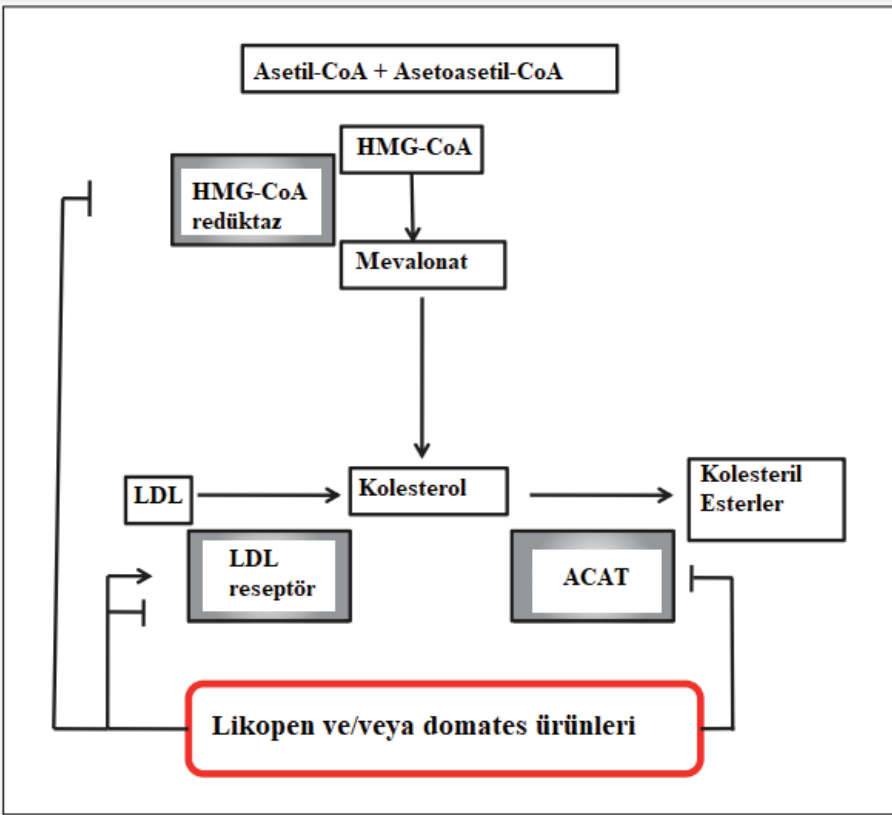 Asetil-CoA + Asetoasetil-CoA
HMG-CoA
HMG-CoA
redüktaz
Mevalonat
LDL
Kolesterol
Kolesteril
Esterler
LDL
reseptör
ACAT
Likopen ve/veya domates ürünleri